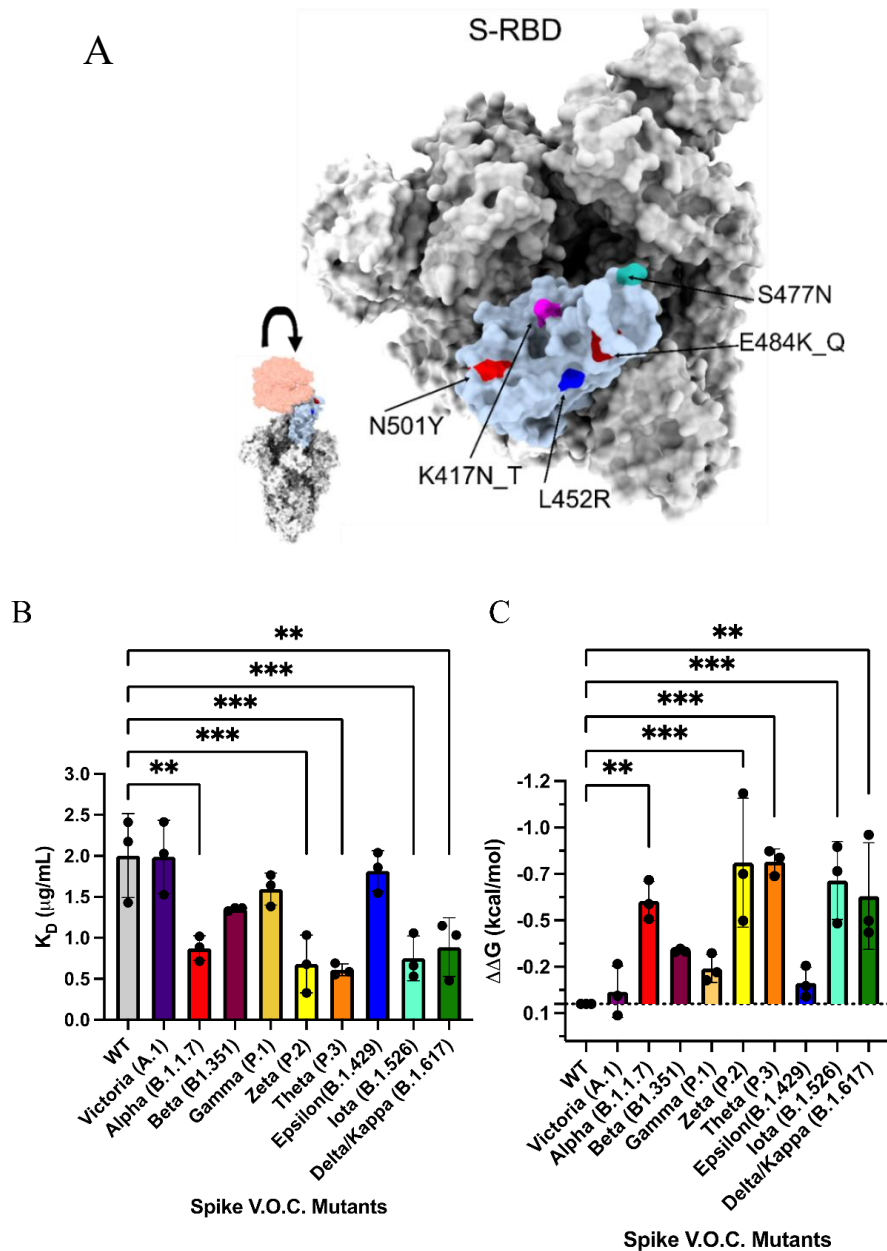 A
S-RBD
S477N
E484K_Q
N501Y
K417N_T
L452R
B
**
***
***
***
**
3.0
2.5
2.0
1.5
1.0
0.5
0.0
KD (μg/mL)
WT
Victoria (A.1)
Alpha (B.1.1.7)
Beta (B1.351)
Gamma (P.1)
Zeta (P.2)
Theta (P.3)
Epsilon(B.1.429)
Iota (B.1.526)
Delta/Kappa (B.1.617)
Spike V.O.C. Mutants
C
**
***
***
***
**
-1.2
-0.7
-0.5
-0.2
0.1
ΔΔG (kcal/mol)
WT
Victoria (A.1)
Alpha (B.1.1.7)
Beta (B1.351)
Gamma (P.1)
Zeta (P.2)
Theta (P.3)
Epsilon(B.1.429)
Iota (B.1.526)
Delta/Kappa (B.1.617)
Spike V.O.C. Mutants